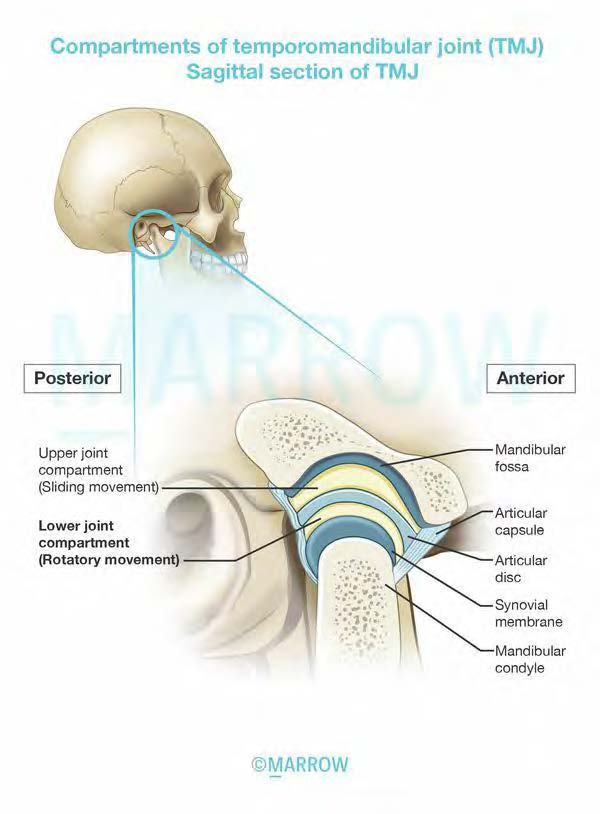 Compartments of temporomandibular joint (TMJ)
Sagittal section of TMJ
MARROW
Posterior
Anterior
Upper joint
compartment
(Sliding movement)
Lower joint
compartment
(Rotatory movement)
Mandibular
fossa
Articular
capsule
Articular
disc
Synovial
membrane
Mandibular
condyle
©MARROW